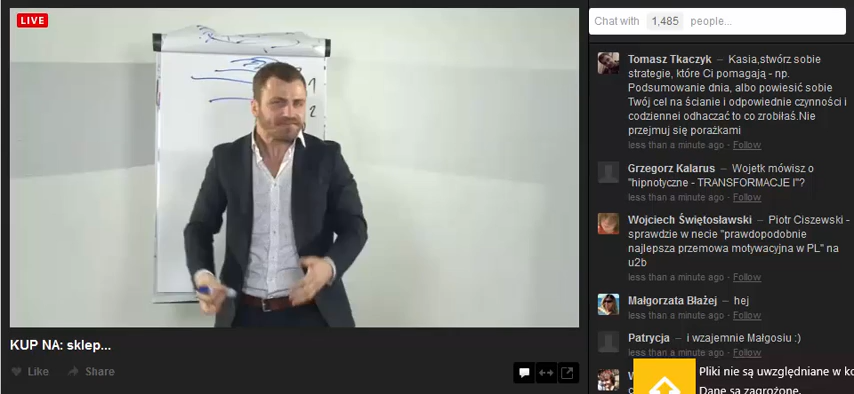 LIVE
1
2
KUP NA: sklep...
Like
Share
Chat with 1,485 people...
Tomasz Tkaczyk – Kasia,stwórz sobie
strategie, które Ci pomagają - np.
Podsumowanie dnia, albo powiesić sobie
Twój cel na ścianie i odpowiednie czynności i
codziennei odhaczać to co zrobiłaś.Nie
przejmuj się porażkami
less than a minute ago · Follow
Grzegorz Kalarus – Wojetk mówisz o
"hipnotyczne - TRANSFORMACJE I"?
less than a minute ago · Follow
Wojciech Świętosławski – Piotr Ciszewski -
sprawdzie w necie "prawdopodobnie
najlepsza przemowa motywacyjna w PL" na
u2b
less than a minute ago · Follow
Małgorzata Błażej – hej
less than a minute ago · Follow
Patrycja – i wzajemnie Małgosiu :)
less than a minute ago · Follow
Pliki nie są uwzględniane w ko
Dane są zagrożone.